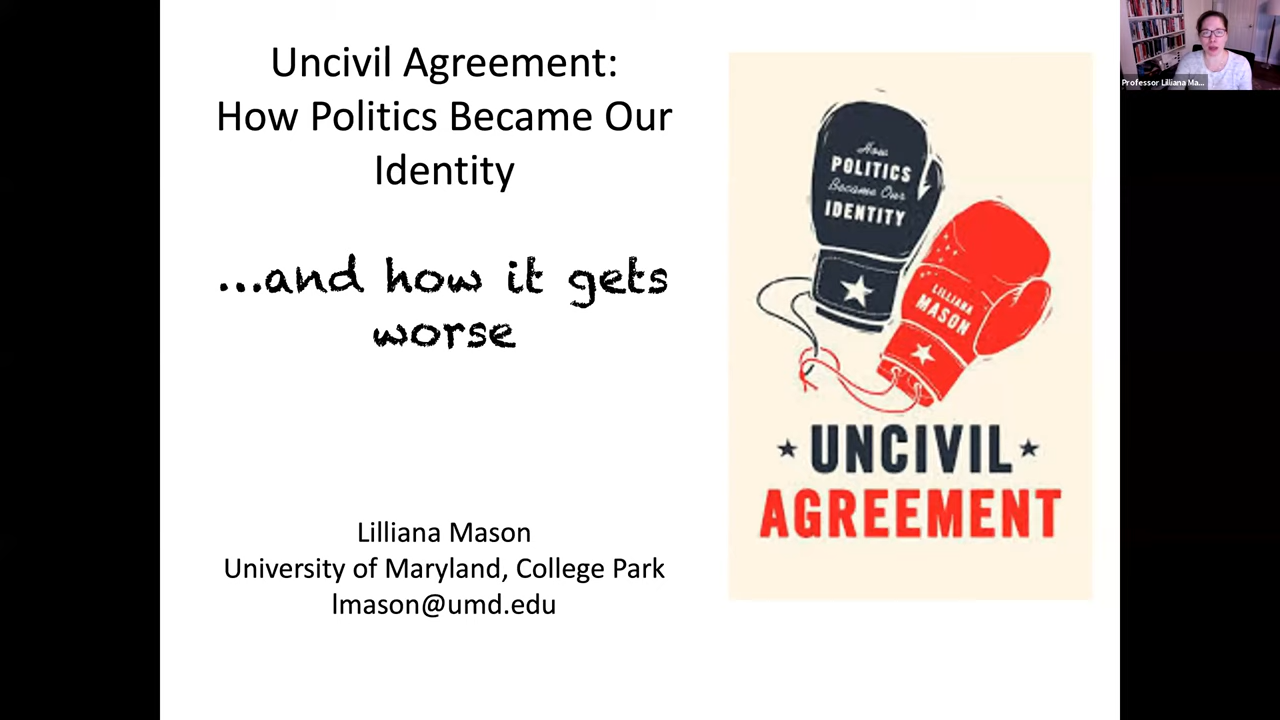 Uncivil Agreement:
How Politics Became Our
Identity
...and how it gets
worse
Lilliana Mason
University of Maryland, College Park
lmason@umd.edu
How
POLITICS
Became Our
IDENTITY
LILLIANA
MASON
UNCIVIL
AGREEMENT
Professor Lilliana Ma...